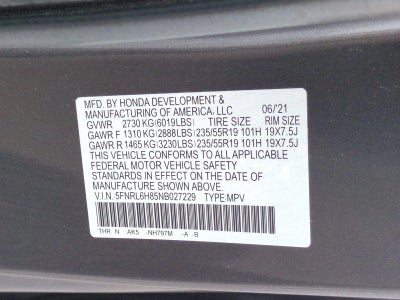 MFD. BY HONDA DEVELOPMENT &
MANUFACTURING OF AMERICA, LLC 06/'21
GVWR 2730 KG (6019LBS) TIRE SIZE RIM SIZE
GAWR F 1310 KG (2888LBS) 235/55R19 101H 19X7.5J
GAWR R 1465 KG (3230LBS) 235/55R19 101H 19X7.5J
THIS VEHICLE CONFORMS TO ALL APPLICABLE
FEDERAL MOTOR VEHICLE SAFETY
STANDARDS IN EFFECT ON THE DATE OF
MANUFACTURE SHOWN ABOVE.
V.I.N. 5FNRL6H85NB027229 TYPE:MPV
THR N AK5 -NH797M -A -B